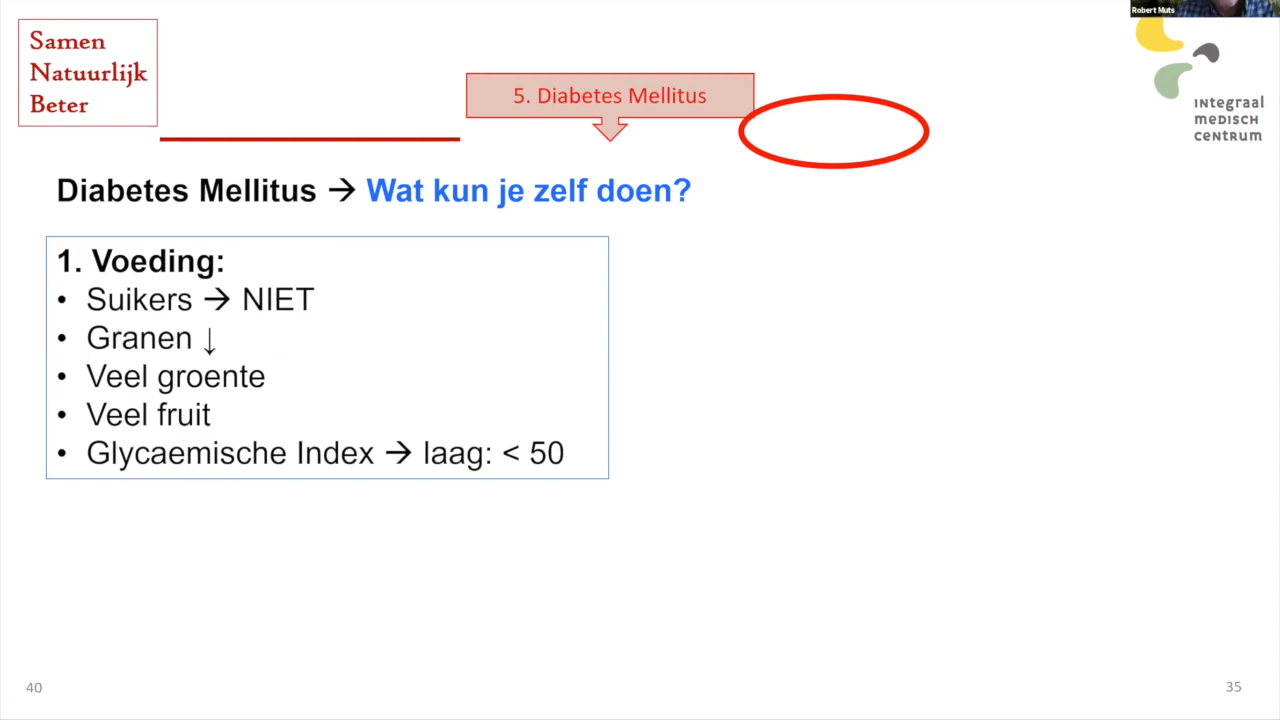 Robert Muts
Samen
Natuurlijk
Beter
5. Diabetes Mellitus
integraal
medisch
centrum
Diabetes Mellitus → Wat kun je zelf doen?
1. Voeding:
• Suikers → NIET
• Granen ↓
• Veel groente
• Veel fruit
• Glycaemische Index → laag: < 50
40
35